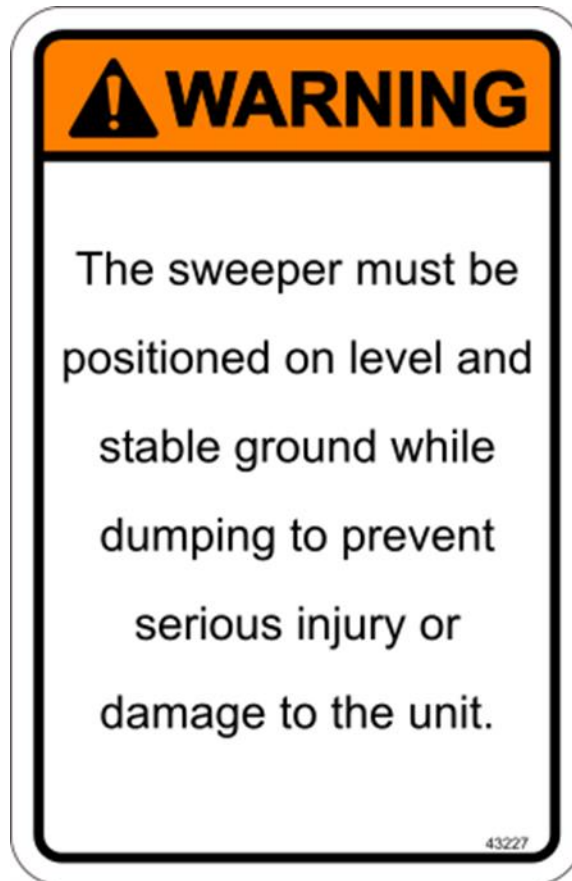 WARNING
The sweeper must be
positioned on level and
stable ground while
dumping to prevent
serious injury or
damage to the unit.
43227